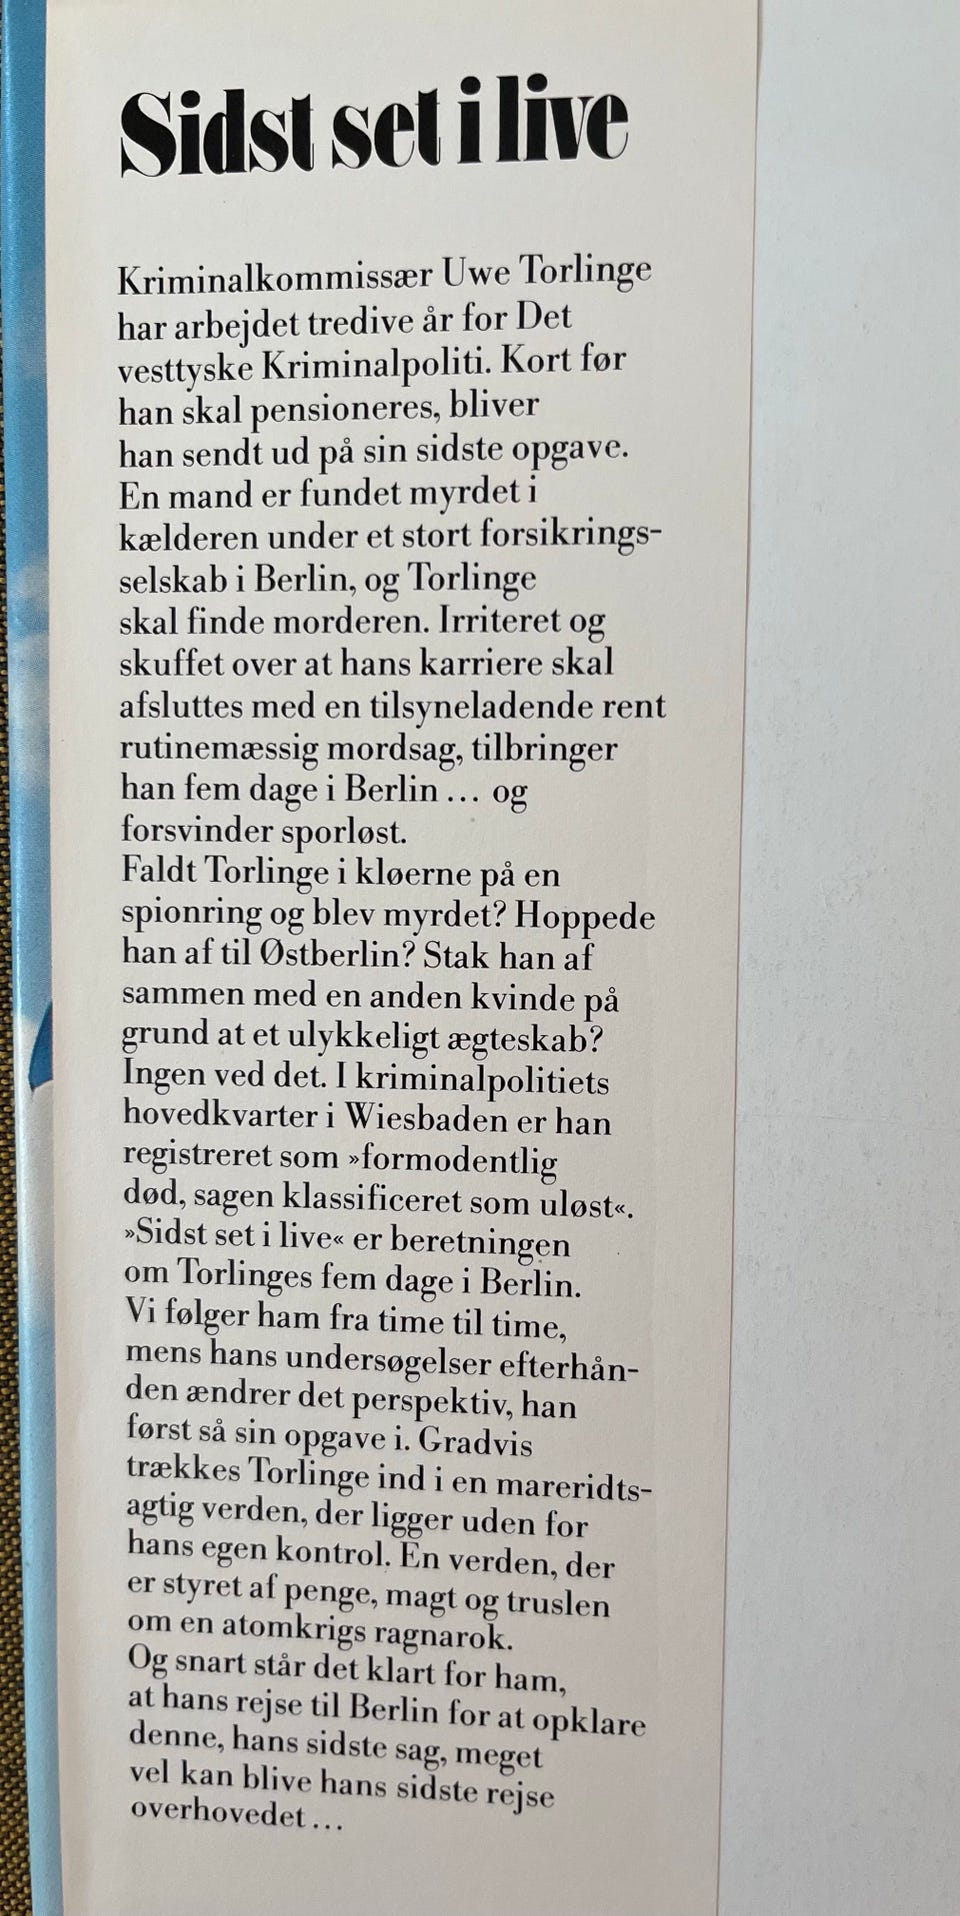 Sidst set i live
Kriminalkommissær Uwe Torlinge
har arbejdet tredive år for Det
vesttyske Kriminalpoliti. Kort før
han skal pensioneres, bliver
han sendt ud på sin sidste opgave.
En mand er fundet myrdet i
kælderen under et stort forsikrings-
selskab i Berlin, og Torlinge
skal finde morderen. Irriteret og
skuffet over at hans karriere skal
afsluttes med en tilsyneladende rent
rutinemæssig mordsag, tilbringer
han fem dage i Berlin ... og
forsvinder sporløst.
Faldt Torlinge i kløerne på en
spionring og blev myrdet? Hoppede
han af til Østberlin? Stak han af
sammen med en anden kvinde på
grund at et ulykkeligt ægteskab?
Ingen ved det. I kriminalpolitiets
hovedkvarter i Wiesbaden er han
registreret som »formodentlig
død, sagen klassificeret som uløst«.
»Sidst set i live« er beretningen
om Torlinges fem dage i Berlin.
Vi følger ham fra time til time,
mens hans undersøgelser efterhån-
den ændrer det perspektiv, han
først så sin opgave i. Gradvis
trækkes Torlinge ind i en mareridts-
agtig verden, der ligger uden for
hans egen kontrol. En verden, der
er styret af penge, magt og truslen
om en atomkrigs ragnarok.
Og snart står det klart for ham,
at hans rejse til Berlin for at opklare
denne, hans sidste sag, meget
vel kan blive hans sidste rejse
overhovedet ...